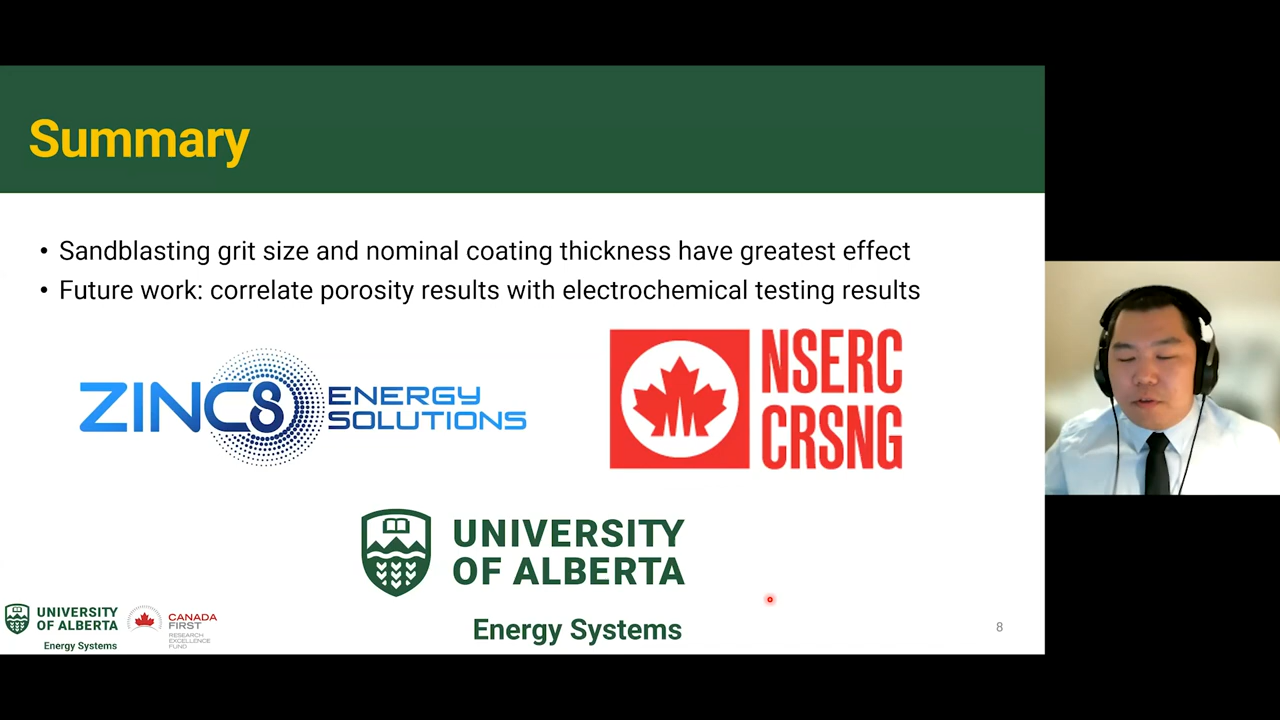 Summary
• Sandblasting grit size and nominal coating thickness have greatest effect
• Future work: correlate porosity results with electrochemical testing results
ZINC8 ENERGY SOLUTIONS
NSERC
CRSNG
UNIVERSITY
OF ALBERTA
Energy Systems
UNIVERSITY
OF ALBERTA
Energy Systems
CANADA
FIRST
RESEARCH
EXCELLENCE
FUND
8